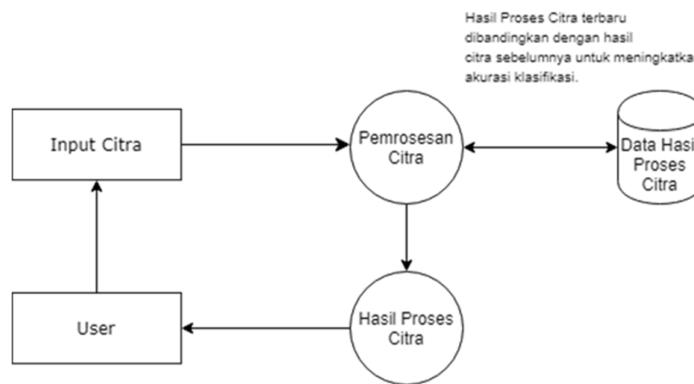 Hasil Proses Citra terbaru
dibandingkan dengan hasil
citra sebelumnya untuk meningkatka
akurasi klasifikasi.
Input Citra
Pemrosesan
Citra
Data Hasi
Proses
Citra
User
Hasil Proses
Citra